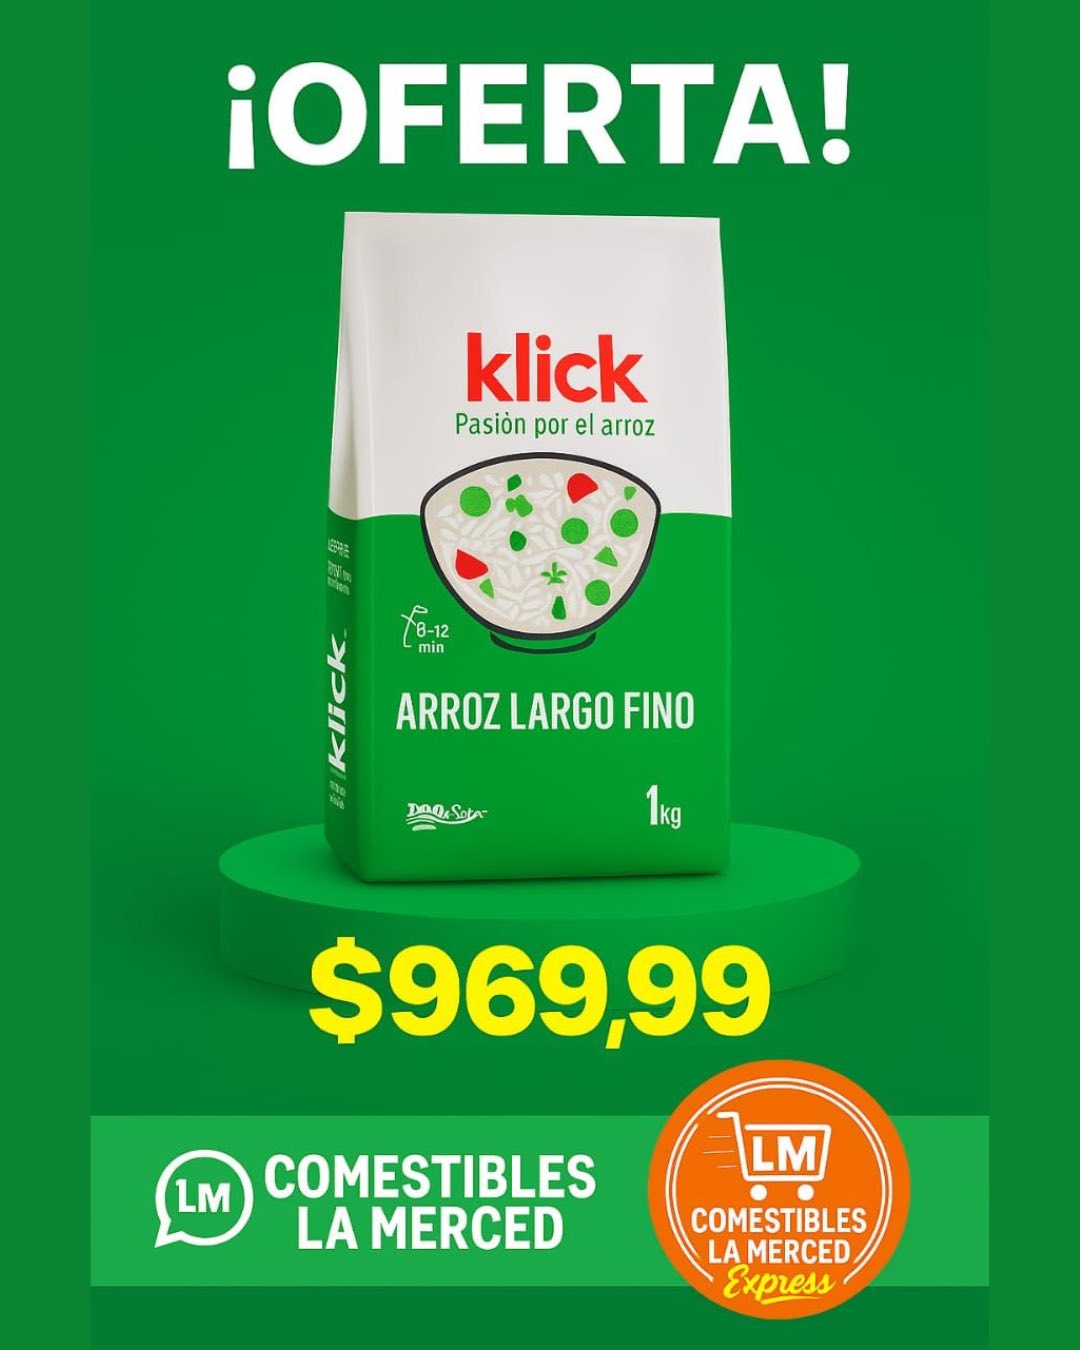 ¡OFERTA!
klick
Pasiòn por el arroz
8-12
min
ARROZ LARGO FINO
klick
1kg
$969,99
LM
COMESTIBLES
LA MERCED
LM
COMESTIBLES
LA MERCED
Express